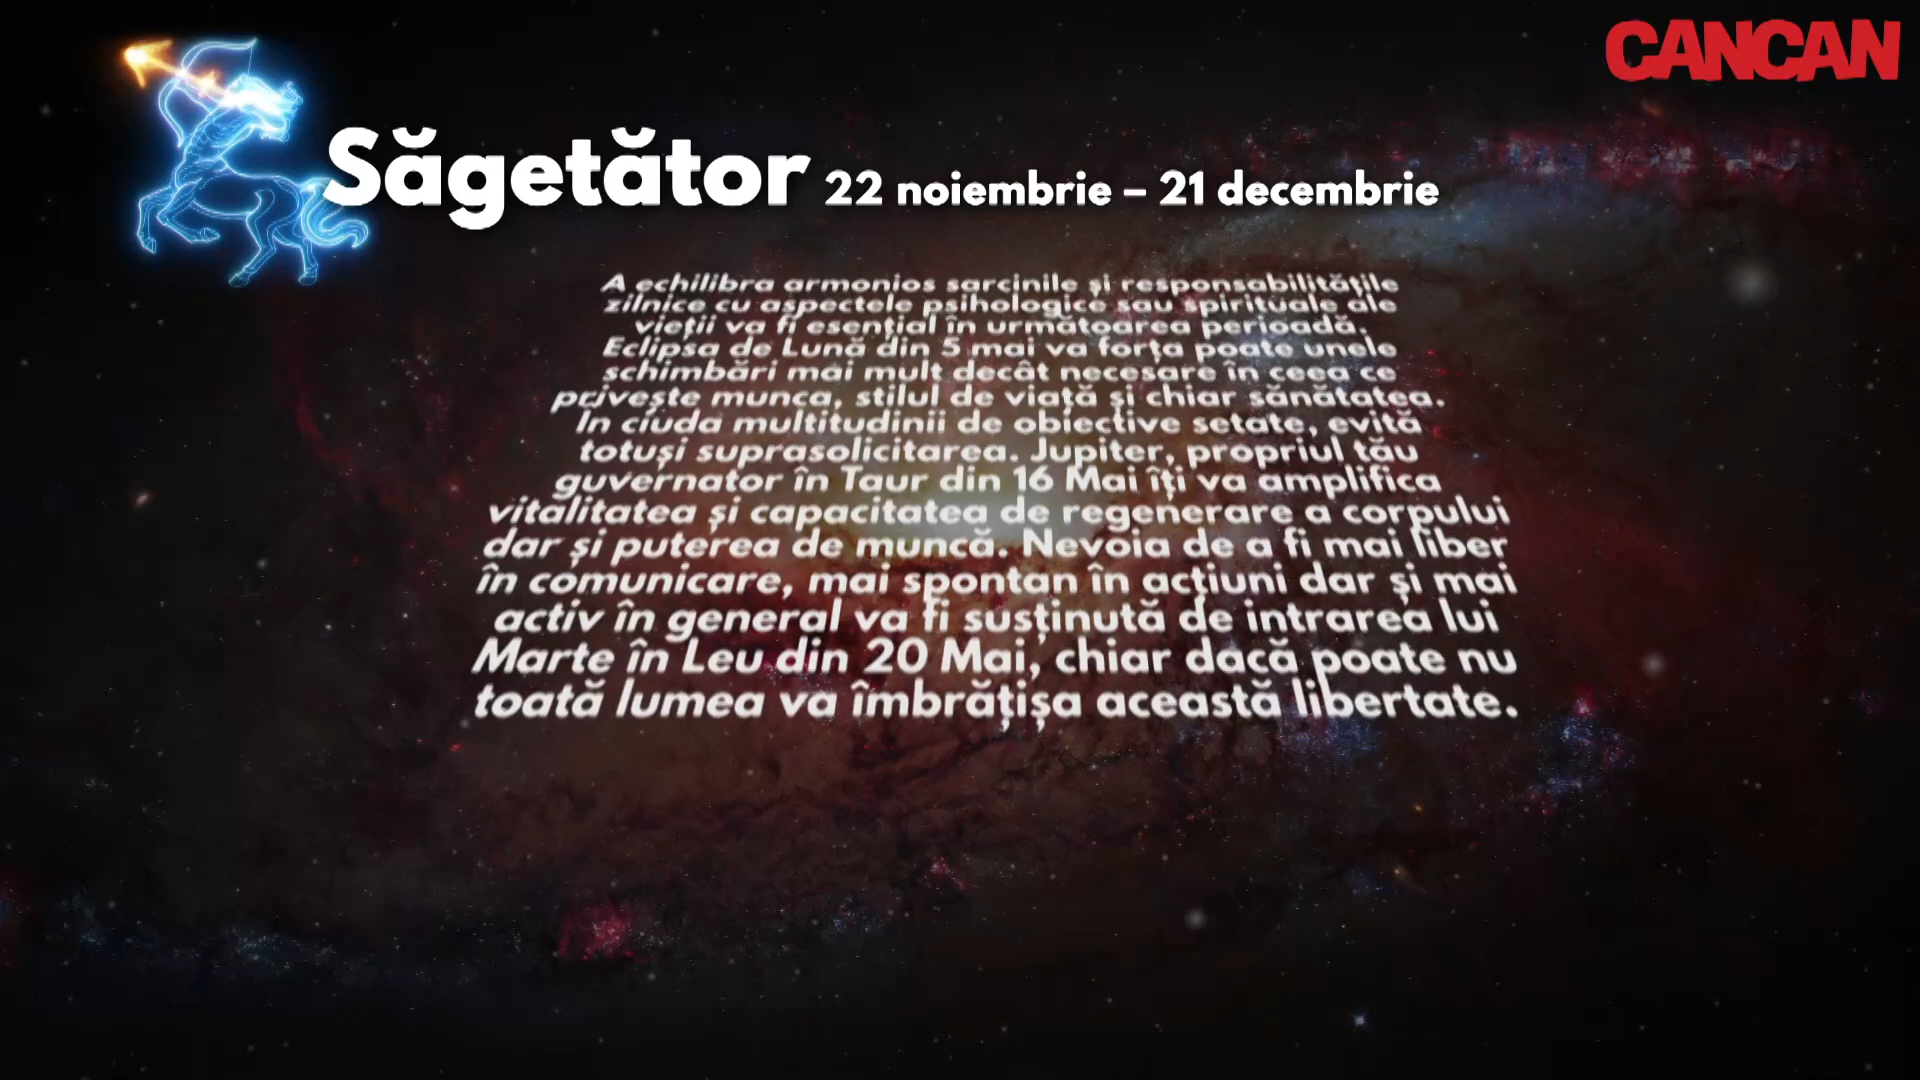 CANCAN
Săgetător 22 noiembrie – 21 decembrie
A echilibra armonios sarcinile și responsabilitățile
zilnice cu aspectele psihologice sau spirituale ale
vieții va fi esențial în următoarea perioadă.
Eclipsa de Lună din 5 mai va forța poate unele
schimbări mai mult decât necesare în ceea ce
privește munca, stilul de viață și chiar sănătatea.
În ciuda multitudinii de obiective setate, evită
totuși suprasolicitarea. Jupiter, propriul tău
guvernator în Taur din 16 Mai îți va amplifica
vitalitatea și capacitatea de regenerare a corpului
dar și puterea de muncă. Nevoia de a fi mai liber
în comunicare, mai spontan în acțiuni dar și mai
activ în general va fi susținută de intrarea lui
Marte în Leu din 20 Mai, chiar dacă poate nu
toată lumea va îmbrățișa această libertate.